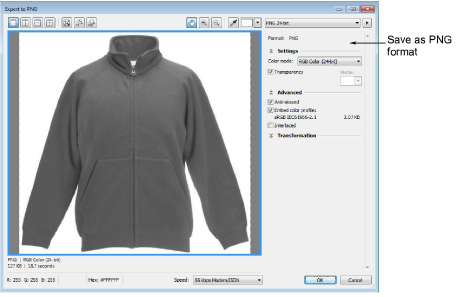 Export to PNG
PNG 24-bit
Format: PNG
Save as PNG
format
Settings
Color mode: RGB Color (24-bit)
Transparency
Matte:
Advanced
Anti-aliased
Embed color profile:
sRGB IEC61966-2.1 3.07 KB
Interlaced
Transformation
PNG | RGB Color (24-bit)
127 KB | 18.7 seconds
R: 255 G: 255 B: 255 Hex: #FFFFFF Speed: 56 kbps Modem/ISDN OK Cancel